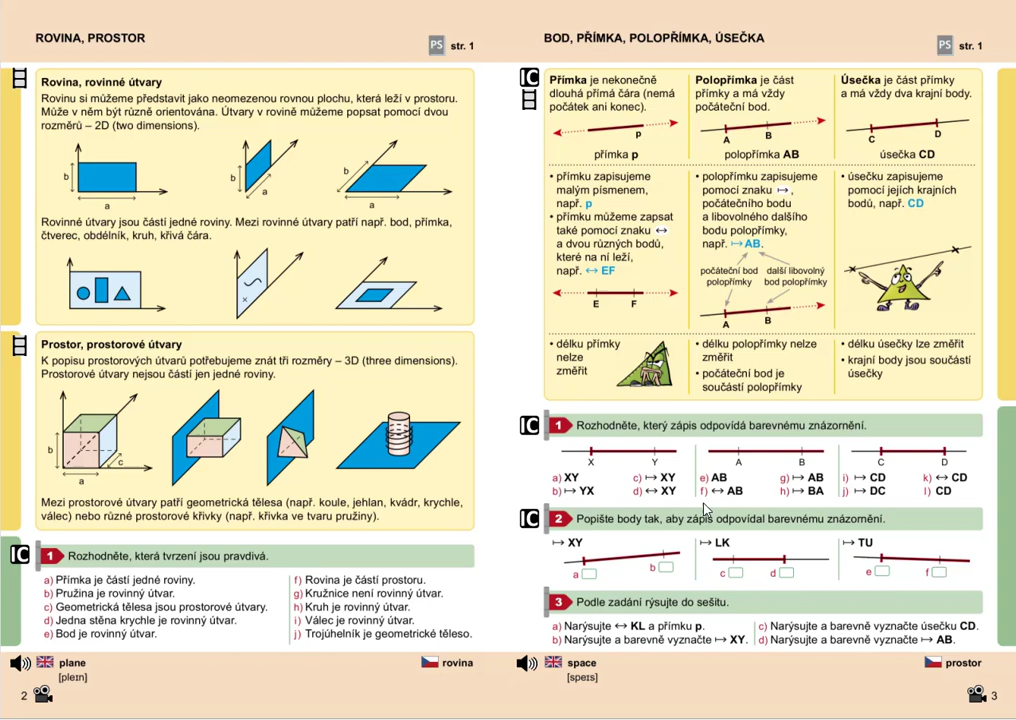 ROVINA, PROSTOR
PS str. 1
Rovina, rovinné útvary
Rovinu si můžeme představit jako neomezenou rovnou plochu, která leží v prostoru.
Může v něm být různě orientována. Útvary v rovině můžeme popsat pomocí dvou
rozměrů – 2D (two dimensions).
b
a
b
a
b
a
Rovinné útvary jsou částí jedné roviny. Mezi rovinné útvary patří např. bod, přímka,
čtverec, obdélník, kruh, křivá čára.
Prostor, prostorové útvary
K popisu prostorových útvarů potřebujeme znát tři rozměry – 3D (three dimensions).
Prostorové útvary nejsou částí jen jedné roviny.
b
c
a
Mezi prostorové útvary patří geometrická tělesa (např. koule, jehlan, kvádr, krychle,
válec) nebo různé prostorové křivky (např. křivka ve tvaru pružiny).
IC
1 Rozhodněte, která tvrzení jsou pravdivá.
a) Přímka je částí jedné roviny.
b) Pružina je rovinný útvar.
c) Geometrická tělesa jsou prostorové útvary.
d) Jedna stěna krychle je rovinný útvar.
e) Bod je rovinný útvar.
f) Rovina je částí prostoru.
g) Kružnice není rovinný útvar.
h) Kruh je rovinný útvar.
i) Válec je rovinný útvar.
j) Trojúhelník je geometrické těleso.
plane
[pleɪn]
rovina
2
BOD, PŘÍMKA, POLOPŘÍMKA, ÚSEČKA
PS str. 1
IC
Přímka je nekonečně
dlouhá přímá čára (nemá
počátek ani konec).
p
přímka p
Polopřímka je část
přímky a má vždy
počáteční bod.
A B
polopřímka AB
Úsečka je část přímky
a má vždy dva krajní body.
C D
úsečka CD
• přímku zapisujeme
malým písmenem,
např. p
• přímku můžeme zapsat
také pomocí znaku ↔
a dvou různých bodů,
které na ní leží,
např. ↔ EF
E F
• polopřímku zapisujeme
pomocí znaku ↦ ,
počátečního bodu
a libovolného dalšího
bodu polopřímky,
např. ↦ AB.
počáteční bod
polopřímky
další libovolný
bod polopřímky
A B
• úsečku zapisujeme
pomocí jejích krajních
bodů, např. CD
• délku přímky
nelze
změřit
• délku polopřímky nelze
změřit
• počáteční bod je
součástí polopřímky
• délku úsečky lze změřit
• krajní body jsou součástí
úsečky
IC
1 Rozhodněte, který zápis odpovídá barevnému znázornění.
X Y
a) XY c) ↦ XY
b) ↦ YX d) ↔ XY
A B
e) AB g) ↦ AB
f) ↔ AB h) ↦ BA
C D
i) ↦ CD k) ↔ CD
j) ↦ DC l) CD
IC
2 Popište body tak, aby zápis odpovídal barevnému znázornění.
↦ XY
a b
↦ LK
c d
↦ TU
e f
3 Podle zadání rýsujte do sešitu.
a) Narýsujte ↔ KL a přímku p.
b) Narýsujte a barevně vyznačte ↦ XY.
c) Narýsujte a barevně vyznačte úsečku CD.
d) Narýsujte a barevně vyznačte ↦ AB.
space
[speɪs]
prostor
3